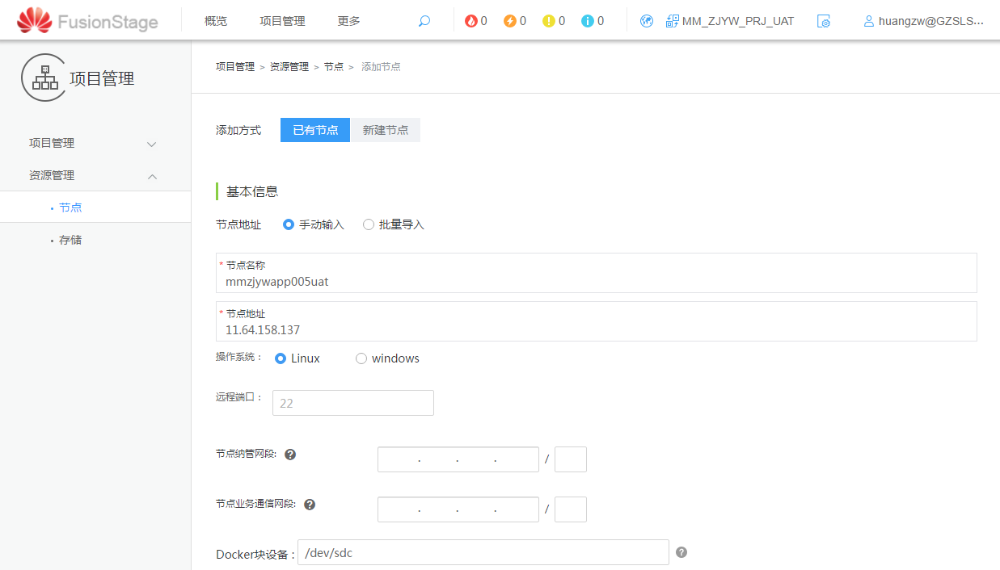 FusionStage 概览 项目管理 更多 0 0 0 0 MM_ZJYW_PRJ_UAT huangzw@GZSLS...
项目管理
项目管理
资源管理
· 节点
· 存储
项目管理 > 资源管理 > 节点 > 添加节点
添加方式 已有节点 新建节点
基本信息
节点地址 手动输入 批量导入
* 节点名称
mmzjywapp005uat
* 节点地址
11.64.158.137
操作系统： Linux windows
远程端口： 22
节点纳管网段: ? . . . /
节点业务通信网段: ? . . . /
Docker块设备 : /dev/sdc ?